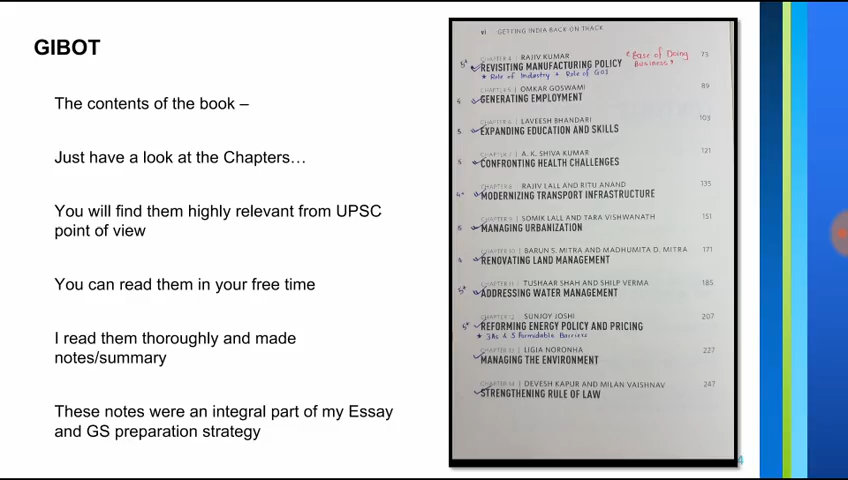 GIBOT
The contents of the book –
Just have a look at the Chapters…
You will find them highly relevant from UPSC
point of view
You can read them in your free time
I read them thoroughly and made
notes/summary
These notes were an integral part of my Essay
and GS preparation strategy
vi GETTING INDIA BACK ON TRACK
CHAPTER 4 | RAJIV KUMAR 73
REVISITING MANUFACTURING POLICY
"Ease of Doing
Business"
* Role of Industry + Role of GOI
CHAPTER 5 | OMKAR GOSWAMI 89
GENERATING EMPLOYMENT
CHAPTER 6 | LAVEESH BHANDARI 103
EXPANDING EDUCATION AND SKILLS
CHAPTER 7 | A. K. SHIVA KUMAR 121
CONFRONTING HEALTH CHALLENGES
CHAPTER 8 | RAJIV LALL AND RITU ANAND 135
MODERNIZING TRANSPORT INFRASTRUCTURE
CHAPTER 9 | SOMIK LALL AND TARA VISHWANATH 151
MANAGING URBANIZATION
CHAPTER 10 | BARUN S. MITRA AND MADHUMITA D. MITRA 171
RENOVATING LAND MANAGEMENT
CHAPTER 11 | TUSHAAR SHAH AND SHILP VERMA 185
ADDRESSING WATER MANAGEMENT
CHAPTER 12 | SUNJOY JOSHI 207
REFORMING ENERGY POLICY AND PRICING
* 3As & 5 Formidable Barriers
CHAPTER 13 | LIGIA NORONHA 227
MANAGING THE ENVIRONMENT
CHAPTER 14 | DEVESH KAPUR AND MILAN VAISHNAV 247
STRENGTHENING RULE OF LAW
4